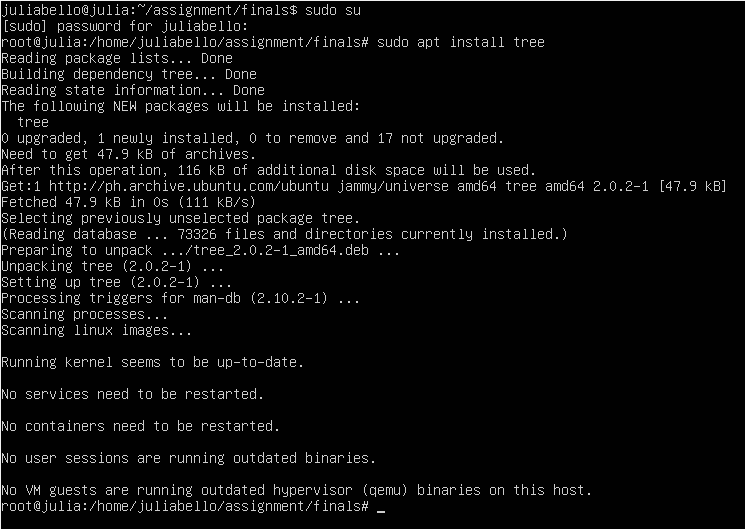 juliabello@julia:~/assignment/finals$ sudo su
[sudo] password for juliabello:
root@julia:/home/juliabello/assignment/finals# sudo apt install tree
Reading package lists... Done
Building dependency tree... Done
Reading state information... Done
The following NEW packages will be installed:
  tree
0 upgraded, 1 newly installed, 0 to remove and 17 not upgraded.
Need to get 47.9 kB of archives.
After this operation, 116 kB of additional disk space will be used.
Get:1 http://ph.archive.ubuntu.com/ubuntu jammy/universe amd64 tree amd64 2.0.2-1 [47.9 kB]
Fetched 47.9 kB in 0s (111 kB/s)
Selecting previously unselected package tree.
(Reading database ... 73326 files and directories currently installed.)
Preparing to unpack .../tree_2.0.2-1_amd64.deb ...
Unpacking tree (2.0.2-1) ...
Setting up tree (2.0.2-1) ...
Processing triggers for man-db (2.10.2-1) ...
Scanning processes...
Scanning linux images...
Running kernel seems to be up-to-date.
No services need to be restarted.
No containers need to be restarted.
No user sessions are running outdated binaries.
No VM guests are running outdated hypervisor (qemu) binaries on this host.
root@julia:/home/juliabello/assignment/finals# _